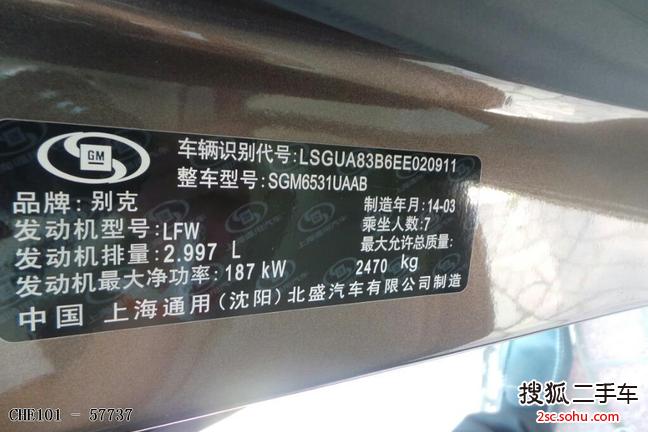 GM
车辆识别代号:LSGUA83B6EE020911
整车型号:SGM6531UAAB
品牌:别克
制造年月:14-03
发动机型号:LFW
乘坐人数:7
发动机排量:2.997 L
最大允许总质量:
发动机最大净功率:187 kW
2470 kg
中国 上海通用(沈阳)北盛汽车有限公司制造
CHE101 - 57737
搜狐二手车
2sc.sohu.com